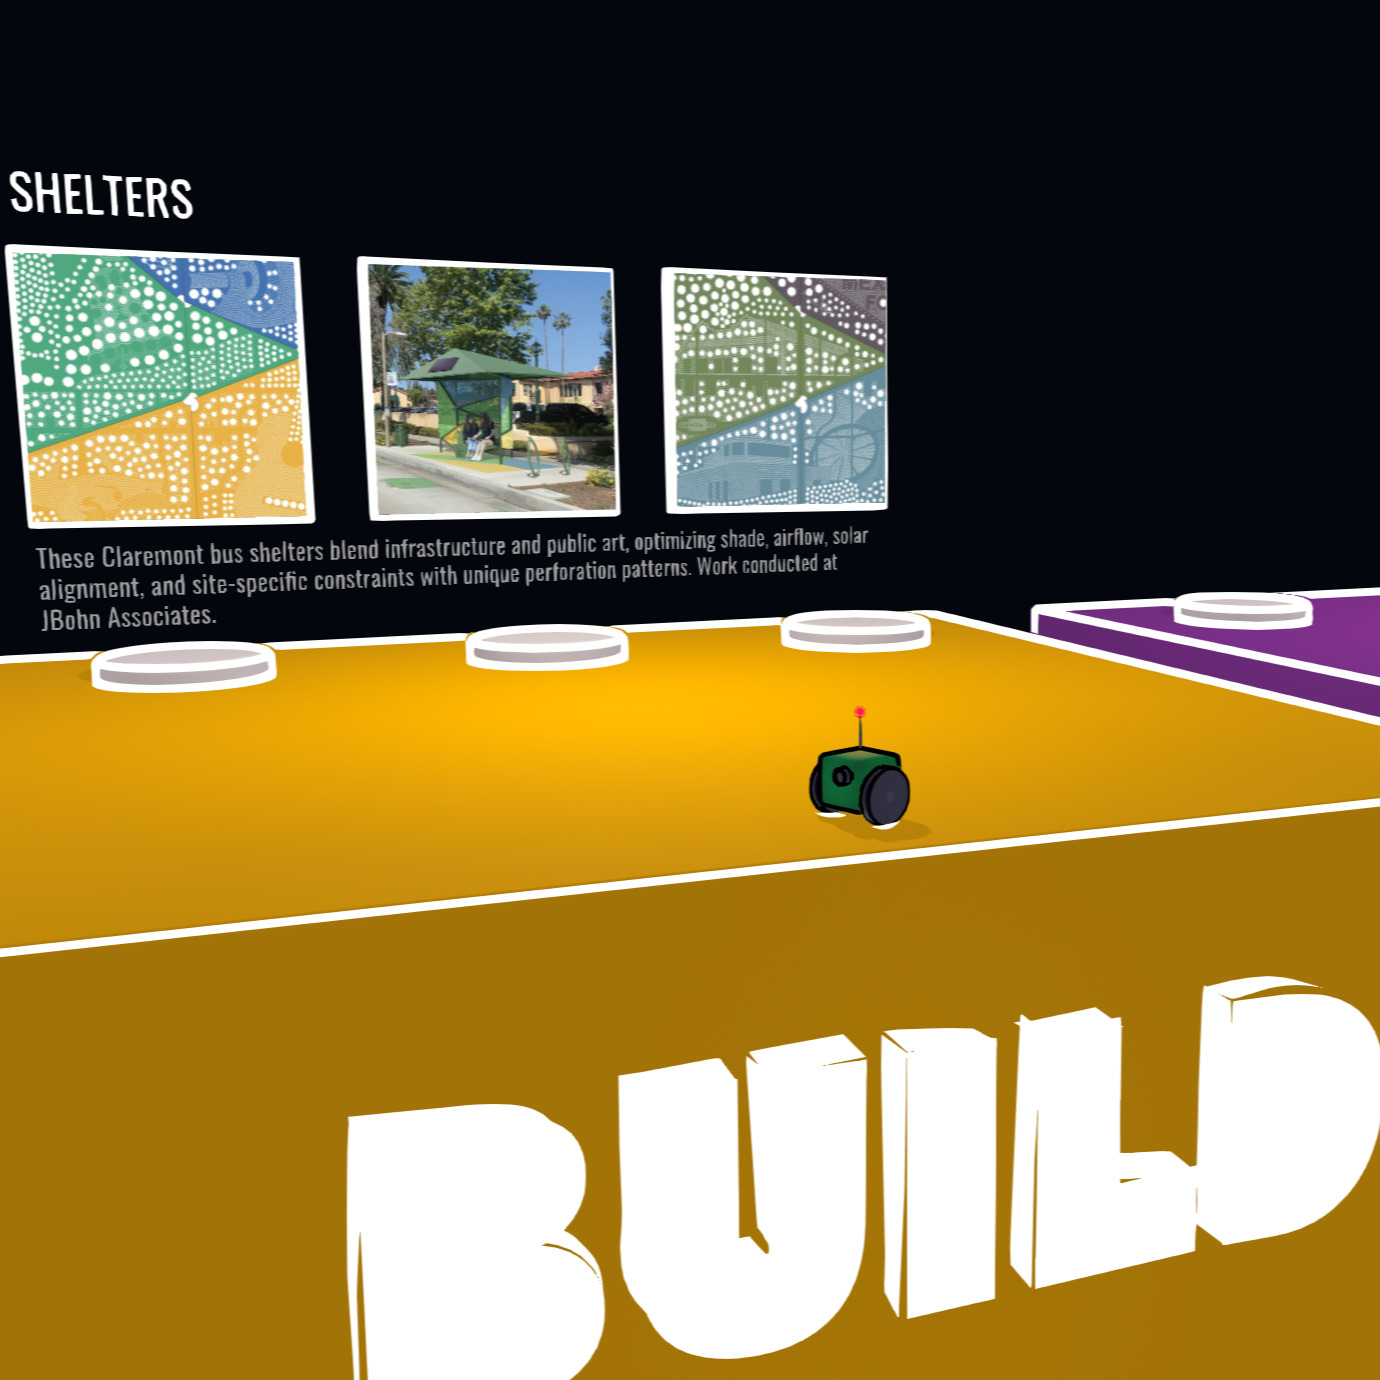 SHELTERS
These Claremont bus shelters blend infrastructure and public art, optimizing shade, airflow, solar
alignment, and site-specific constraints with unique perforation patterns. Work conducted at
JBohn Associates.
BUILD